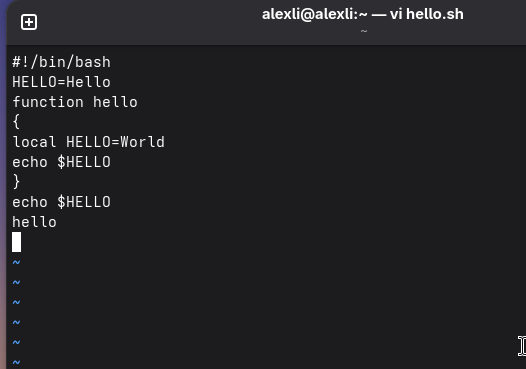 alexli@alexli:~ — vi hello.sh
~
#!/bin/bash
HELLO=Hello
function hello
{
local HELLO=World
echo $HELLO
}
echo $HELLO
hello
~
~
~
~
~
~